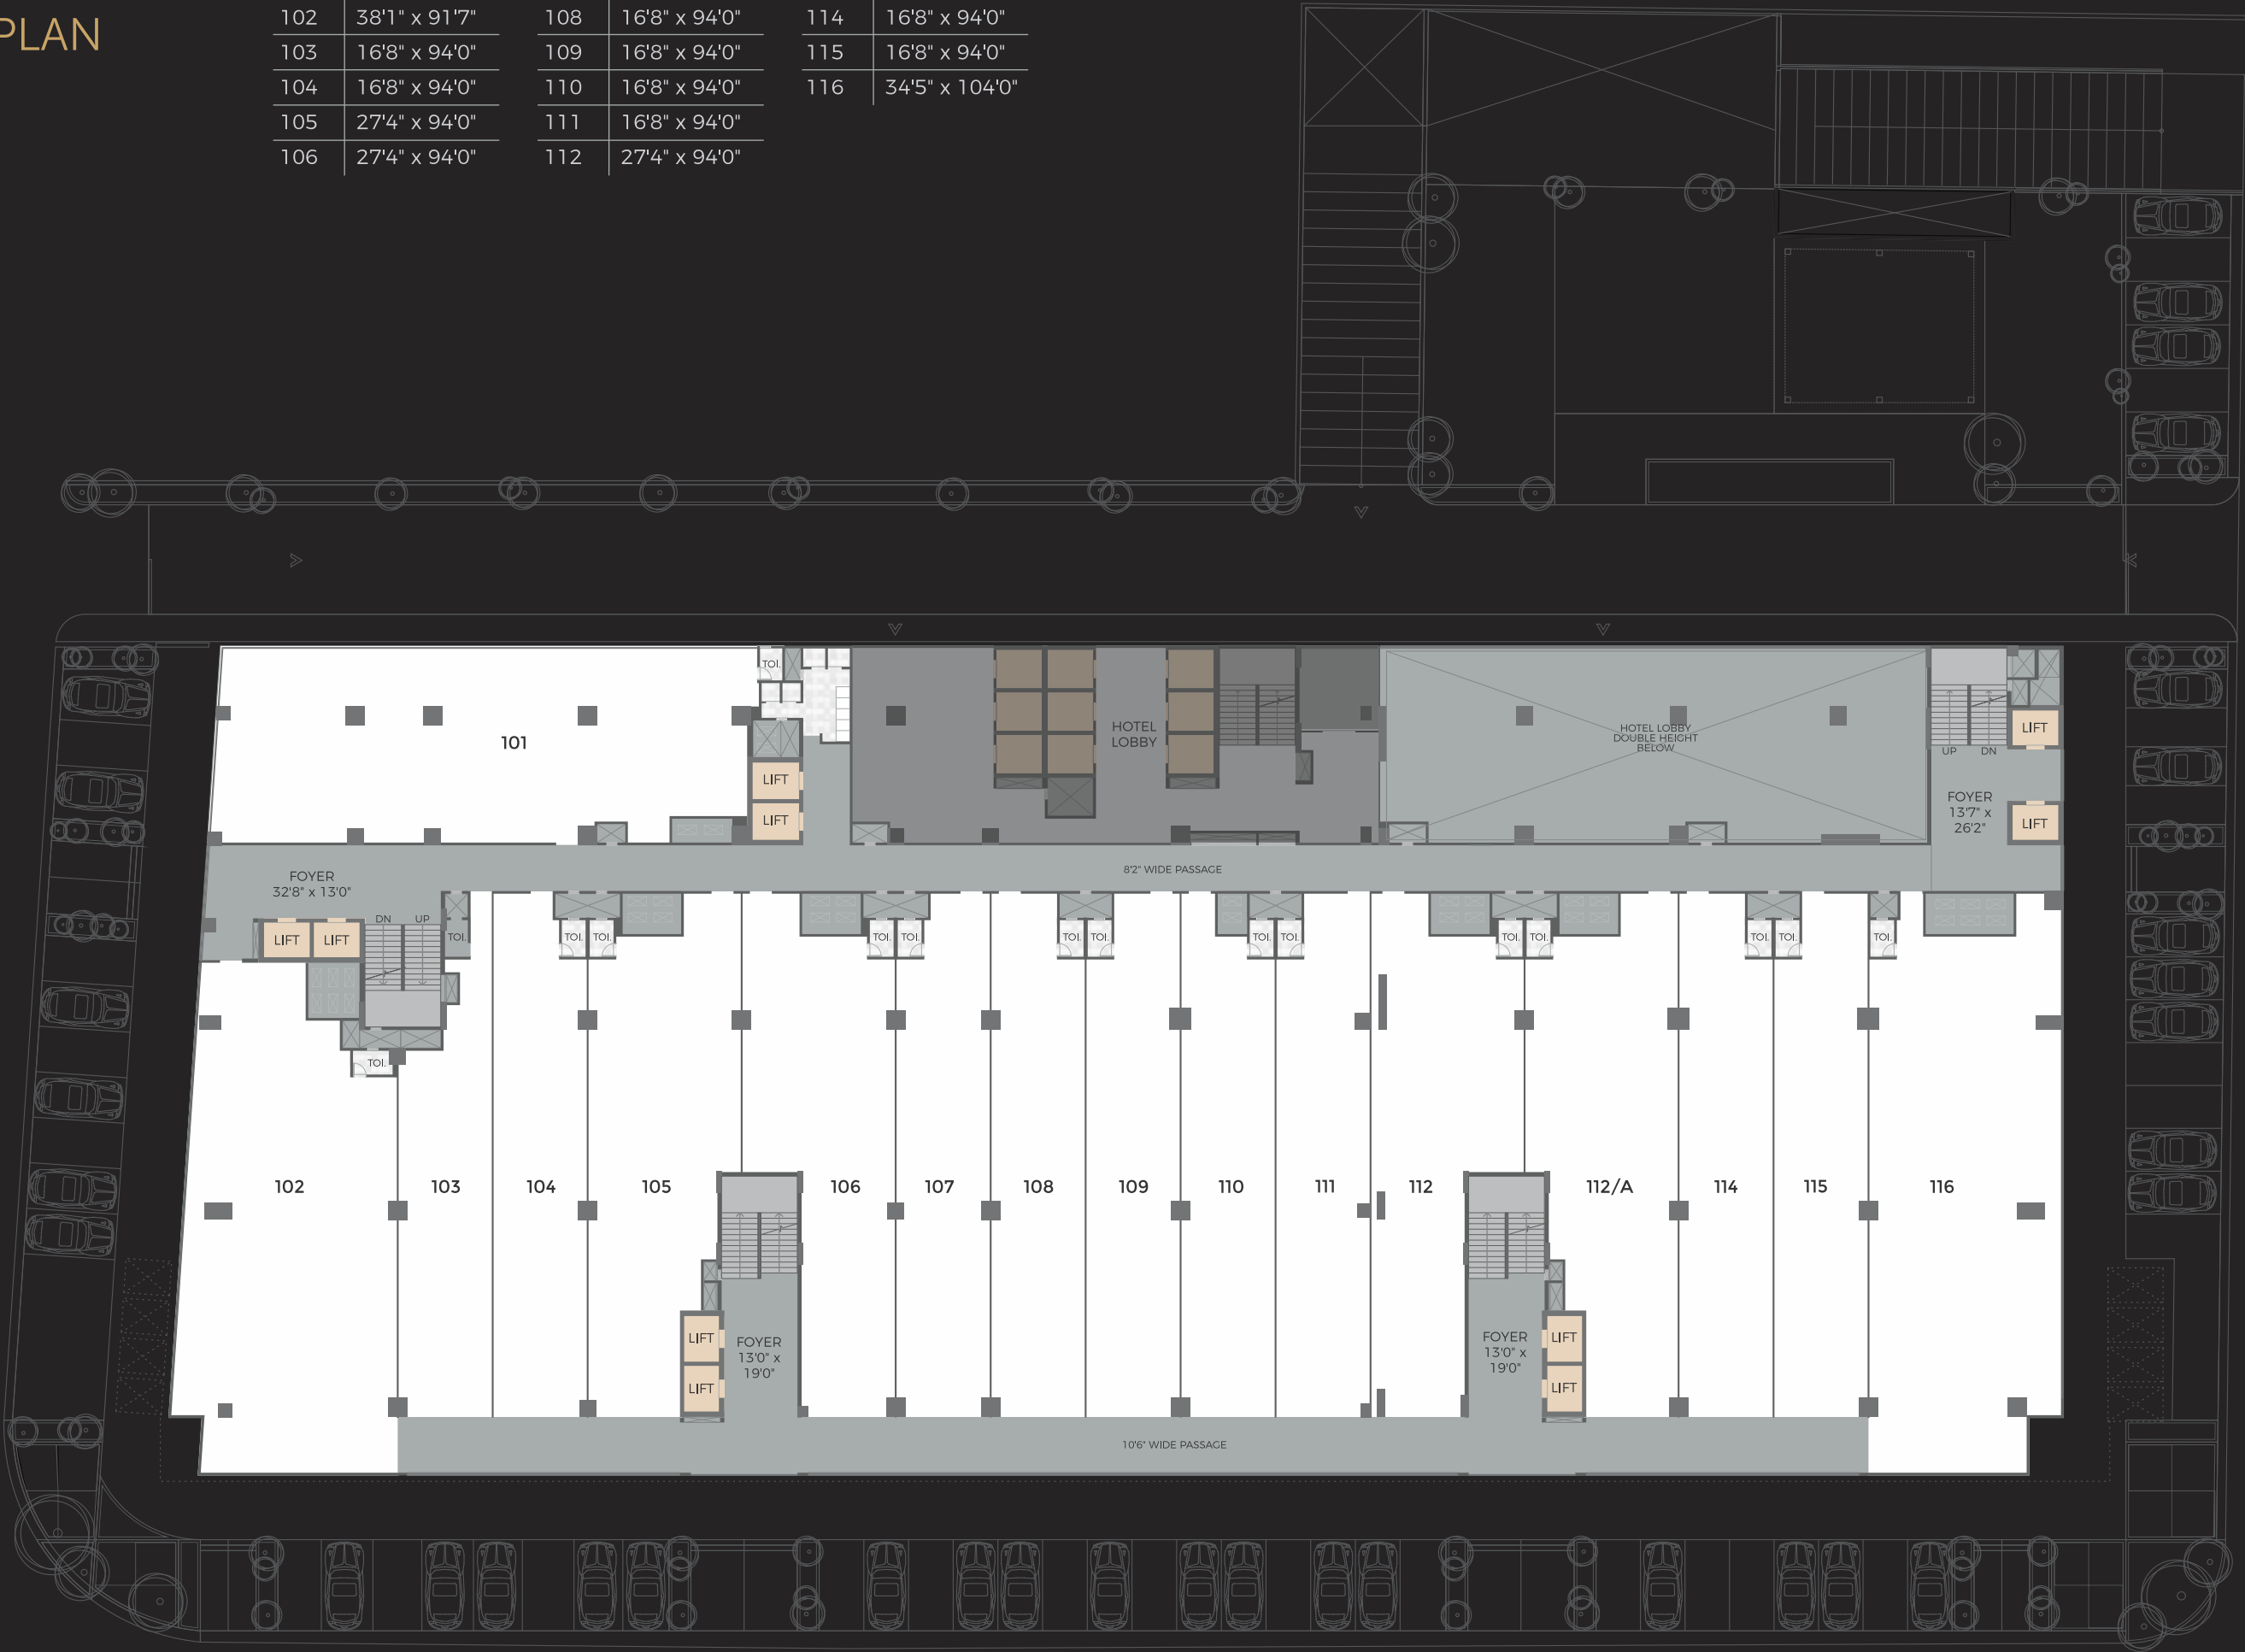 PLAN
102 38'1" x 91'7"
103 16'8" x 94'0"
104 16'8" x 94'0"
105 27'4" x 94'0"
106 27'4" x 94'0"
108 16'8" x 94'0"
109 16'8" x 94'0"
110 16'8" x 94'0"
111 16'8" x 94'0"
112 27'4" x 94'0"
114 16'8" x 94'0"
115 16'8" x 94'0"
116 34'5" x 104'0"
TOI.
101
LIFT
LIFT
HOTEL
LOBBY
HOTEL LOBBY
DOUBLE HEIGHT
BELOW
UP DN
LIFT
FOYER
13'7" x
26'2"
LIFT
FOYER
32'8" x 13'0"
8'2" WIDE PASSAGE
DN UP
LIFT LIFT
TOI.
TOI. TOI.
TOI. TOI.
TOI. TOI.
TOI. TOI.
TOI. TOI.
TOI. TOI.
TOI.
TOI.
102 103 104 105 106 107 108 109 110 111 112 112/A 114 115 116
LIFT
LIFT
FOYER
13'0" x
19'0"
FOYER
13'0" x
19'0"
LIFT
LIFT
10'6" WIDE PASSAGE